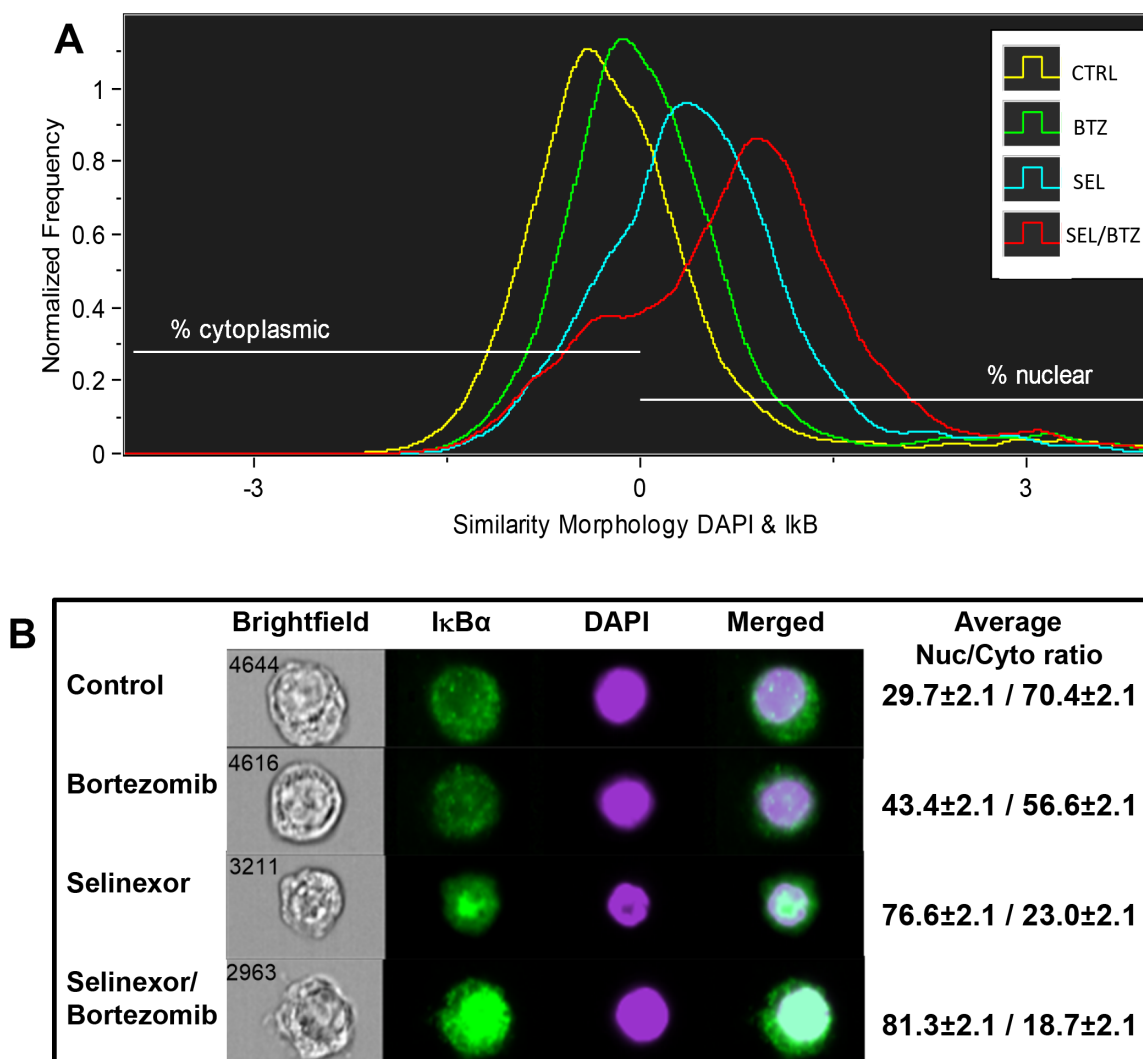 A
CTRL
BTZ
SEL
SEL/BTZ
Normalized Frequency
1
0.8
0.6
0.4
0.2
0
% cytoplasmic
% nuclear
-3
0
3
Similarity Morphology DAPI & IkB
B
Brightfield IκBα DAPI Merged Average
Nuc/Cyto ratio
Control 4644 29.7±2.1 / 70.4±2.1
Bortezomib 4616 43.4±2.1 / 56.6±2.1
Selinexor 3211 76.6±2.1 / 23.0±2.1
Selinexor/ 2963
Bortezomib 81.3±2.1 / 18.7±2.1